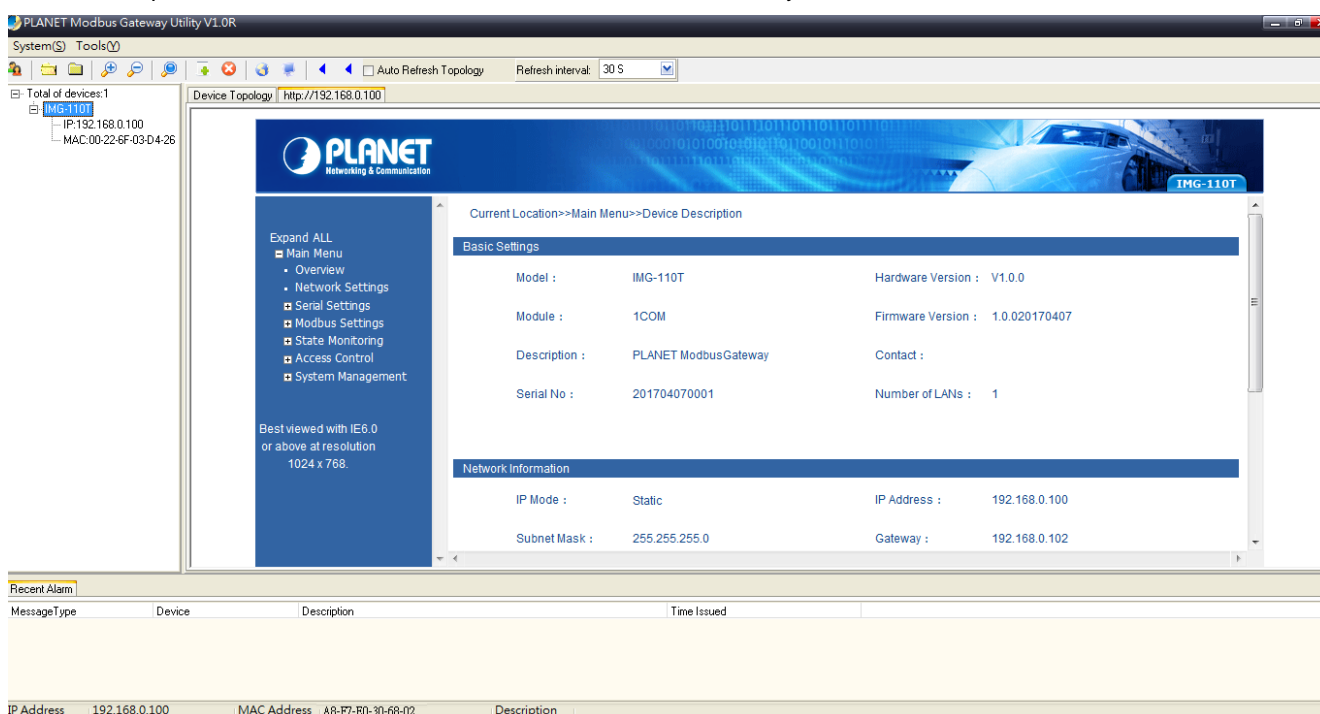 PLANET Modbus Gateway Utility V1.0R
System(S) Tools(Y)
Auto Refresh Topology Refresh interval: 30 S
Total of devices:1
IMG-110T
IP:192.168.0.100
MAC:00-22-6F-03-D4-26
Device Topology http://192.168.0.100
PLANET
Networking & Communication
IMG-110T
Expand ALL
Main Menu
Overview
Network Settings
Serial Settings
Modbus Settings
State Monitoring
Access Control
System Management
Best viewed with IE6.0
or above at resolution
1024 x 768.
Current Location>>Main Menu>>Device Description
Basic Settings
Model : IMG-110T Hardware Version : V1.0.0
Module : 1COM Firmware Version : 1.0.020170407
Description : PLANET ModbusGateway Contact :
Serial No : 201704070001 Number of LANs : 1
Network Information
IP Mode : Static IP Address : 192.168.0.100
Subnet Mask : 255.255.255.0 Gateway : 192.168.0.102
Recent Alarm
MessageType Device Description Time Issued
IP Address 192.168.0.100 MAC Address A8-F7-E0-30-68-02 Description